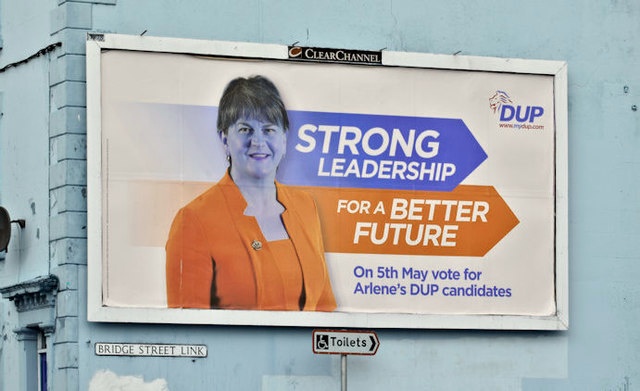 CLEARCHANNEL
DUP
www.mydup.com
STRONG
LEADERSHIP
FOR A BETTER
FUTURE
On 5th May vote for
Arlene's DUP candidates
BRIDGE STREET LINK
Toilets